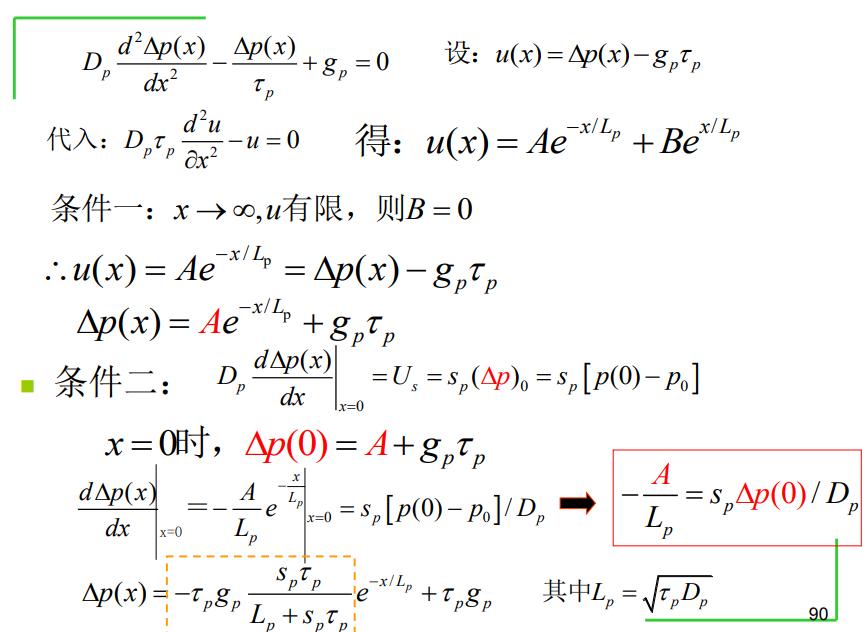 $D_p \frac{d^2 \Delta p(x)}{dx^2} - \frac{\Delta p(x)}{\tau_p} + g_p = 0$ 设：$u(x) = \Delta p(x) - g_p \tau_p$
代入：$D_p \tau_p \frac{d^2 u}{\partial x^2} - u = 0$ 得：$u(x) = Ae^{-x/L_p} + Be^{x/L_p}$
条件一：$x \to \infty, u$有限，则$B = 0$
$\therefore u(x) = Ae^{-x/L_p} = \Delta p(x) - g_p \tau_p$
$\Delta p(x) = Ae^{-x/L_p} + g_p \tau_p$
条件二：$D_p \left. \frac{d\Delta p(x)}{dx} \right|_{x=0} = U_s = s_p (\Delta p)_0 = s_p [p(0) - p_0]$
$x = 0$时，$\Delta p(0) = A + g_p \tau_p$
$\left. \frac{d\Delta p(x)}{dx} \right|_{x=0} = \left. -\frac{A}{L_p} e^{-\frac{x}{L_p}} \right|_{x=0} = s_p [p(0) - p_0] / D_p$ $-\frac{A}{L_p} = s_p \Delta p(0) / D_p$
$\Delta p(x) = -\tau_p g_p \frac{s_p \tau_p}{L_p + s_p \tau_p} e^{-x/L_p} + \tau_p g_p$ 其中$L_p = \sqrt{\tau_p D_p}$
90